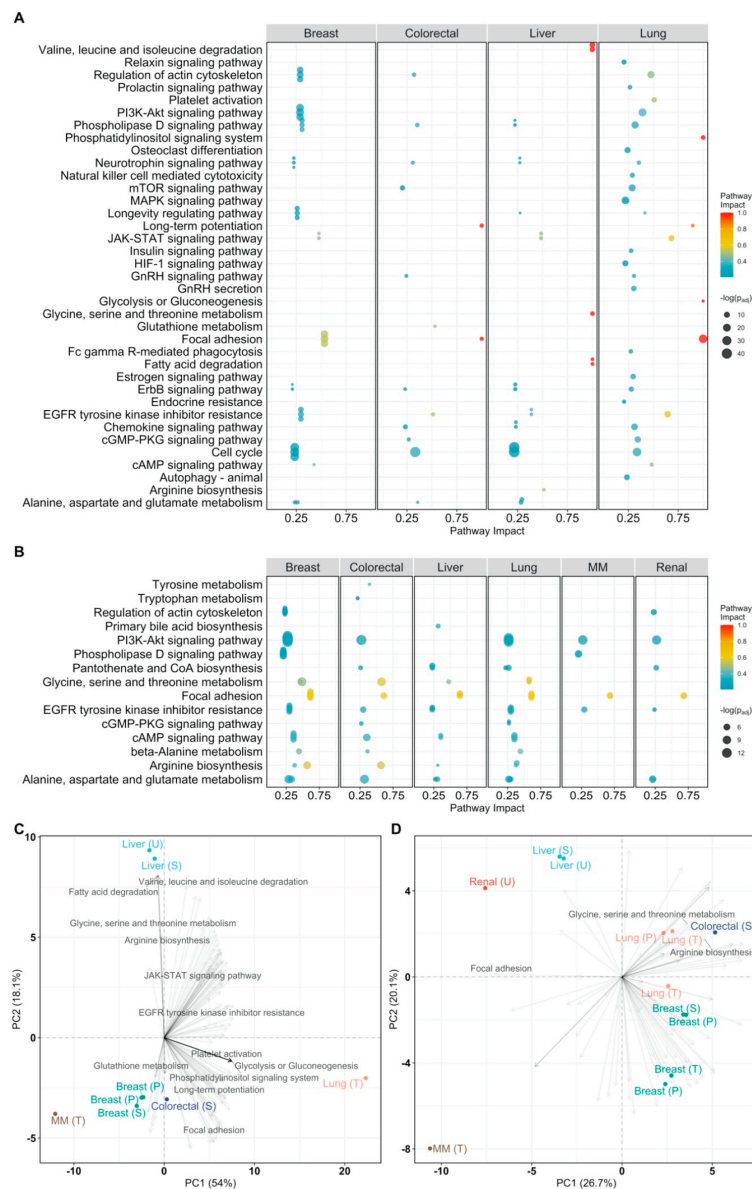 A
Breast Colorectal Liver Lung
Valine, leucine and isoleucine degradation
Relaxin signaling pathway
Regulation of actin cytoskeleton
Prolactin signaling pathway
Platelet activation
PI3K-Akt signaling pathway
Phospholipase D signaling pathway
Phosphatidylinositol signaling system
Osteoclast differentiation
Neurotrophin signaling pathway
Natural killer cell mediated cytotoxicity
mTOR signaling pathway
MAPK signaling pathway
Longevity regulating pathway
Long-term potentiation
JAK-STAT signaling pathway
Insulin signaling pathway
HIF-1 signaling pathway
GnRH signaling pathway
GnRH secretion
Glycolysis or Gluconeogenesis
Glycine, serine and threonine metabolism
Glutathione metabolism
Focal adhesion
Fc gamma R-mediated phagocytosis
Fatty acid degradation
Estrogen signaling pathway
ErbB signaling pathway
Endocrine resistance
EGFR tyrosine kinase inhibitor resistance
Chemokine signaling pathway
cGMP-PKG signaling pathway
Cell cycle
cAMP signaling pathway
Autophagy - animal
Arginine biosynthesis
Alanine, aspartate and glutamate metabolism
0.25 0.75 0.25 0.75 0.25 0.75 0.25 0.75
Pathway Impact
Pathway
Impact
1.0
0.8
0.6
0.4
-log(padj)
10
20
30
40
B
Breast Colorectal Liver Lung MM Renal
Tyrosine metabolism
Tryptophan metabolism
Regulation of actin cytoskeleton
Primary bile acid biosynthesis
PI3K-Akt signaling pathway
Phospholipase D signaling pathway
Pantothenate and CoA biosynthesis
Glycine, serine and threonine metabolism
Focal adhesion
EGFR tyrosine kinase inhibitor resistance
cGMP-PKG signaling pathway
cAMP signaling pathway
beta-Alanine metabolism
Arginine biosynthesis
Alanine, aspartate and glutamate metabolism
0.25 0.75 0.25 0.75 0.25 0.75 0.25 0.75 0.25 0.75 0.25 0.75
Pathway Impact
Pathway
Impact
1.0
0.8
0.6
0.4
-log(padj)
6
9
12
C
10
5
0
-5
PC2 (18.1%)
Liver (U)
Liver (S)
Valine, leucine and isoleucine degradation
Fatty acid degradation
Glycine, serine and threonine metabolism
Arginine biosynthesis
JAK-STAT signaling pathway
EGFR tyrosine kinase inhibitor resistance
Platelet activation
Glutathione metabolism
Glycolysis or Gluconeogenesis
Phosphatidylinositol signaling system
Lung (T)
Long-term potentiation
Breast (P)
Breast (P)
Breast (S)
Colorectal (S)
MM (T)
Focal adhesion
-10 0 10 20
PC1 (54%)
D
4
0
-4
-8
PC2 (20.1%)
Liver (S)
Liver (U)
Renal (U)
Glycine, serine and threonine metabolism
Colorectal (S
Lung (P)
Lung (T)
Arginine biosynthesis
Focal adhesion
Lung (T)
Breast (S)
Breast (P)
Breast (T)
Breast (P)
MM (T)
-10 -5 0 5
PC1 (26.7%)